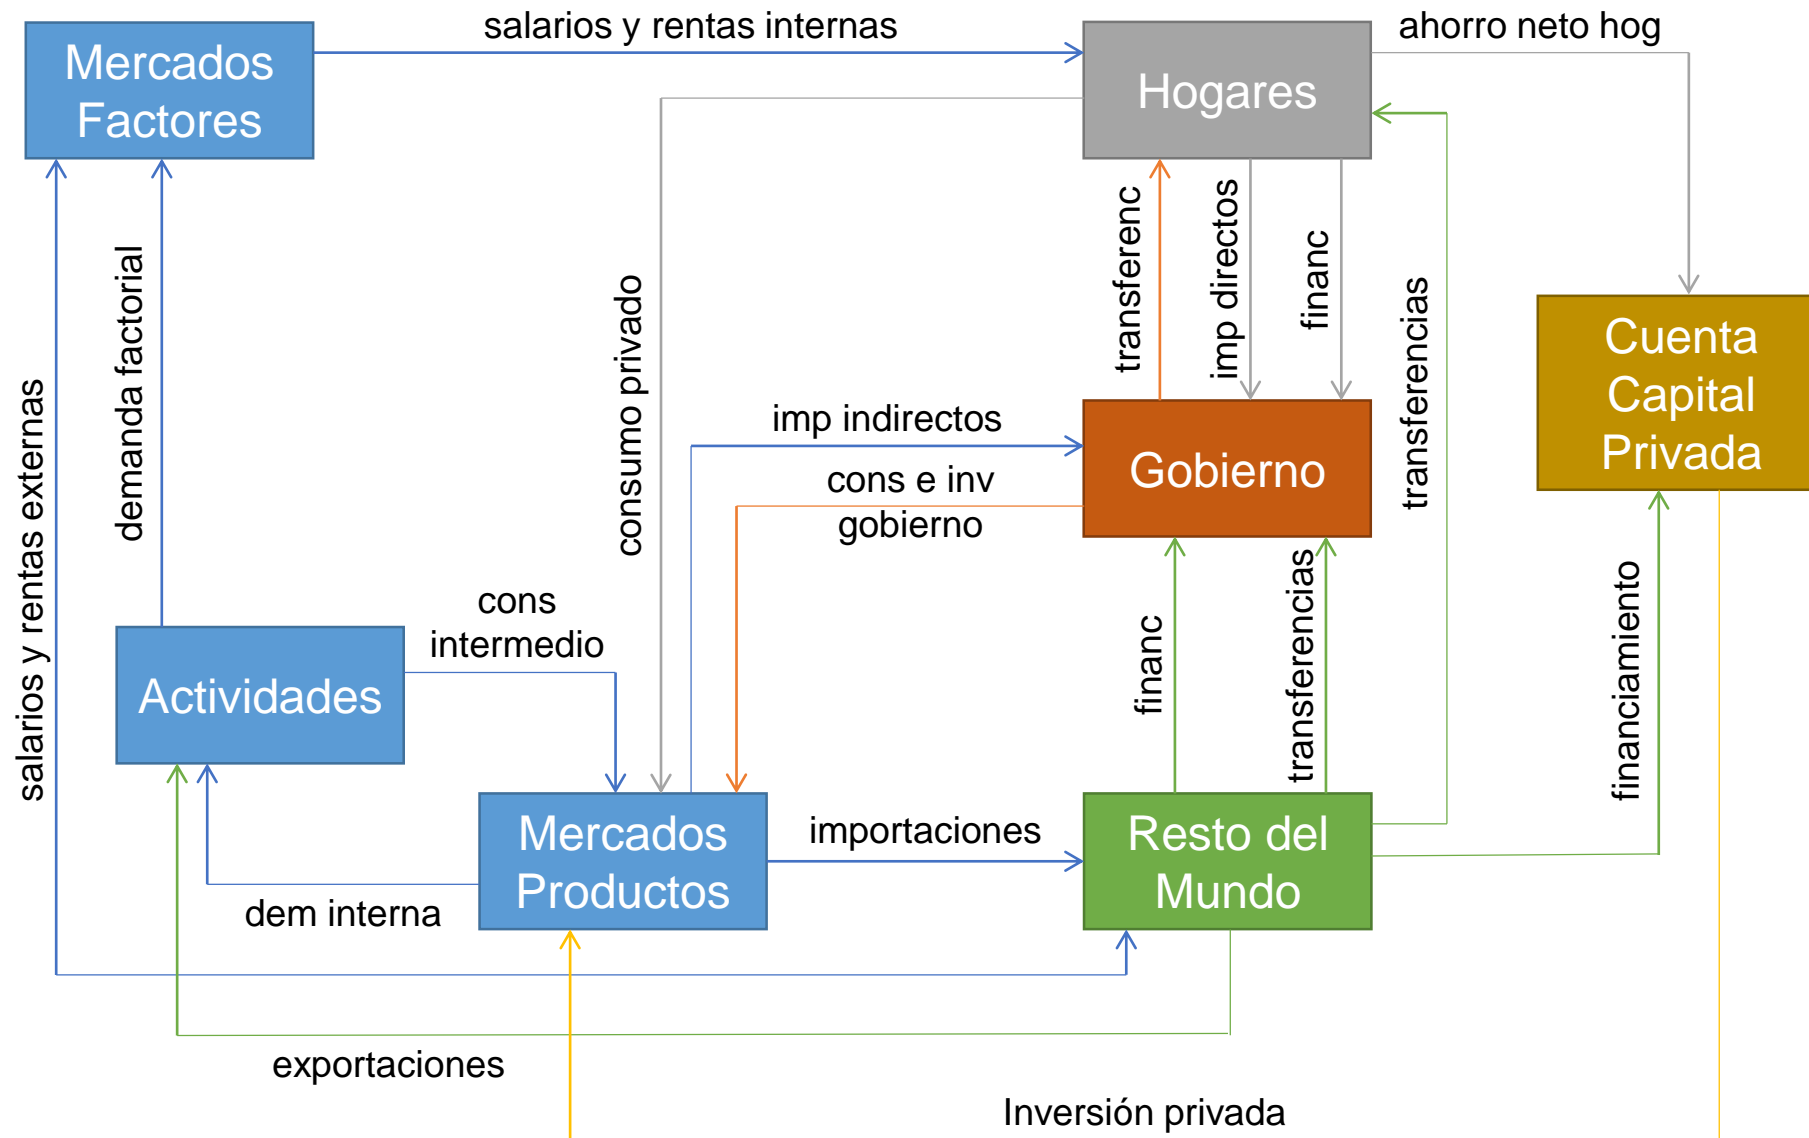 salarios y rentas internas
ahorro neto hog
Mercados
Factores
Hogares
transferenc
imp directos
financ
transferencias
salarios y rentas externas
demanda factorial
consumo privado
Cuenta
Capital
Privada
imp indirectos
Gobierno
cons e inv
gobierno
cons
intermedio
Actividades
financ
transferencias
financiamiento
Mercados
Productos
importaciones
Resto del
Mundo
dem interna
exportaciones
Inversión privada